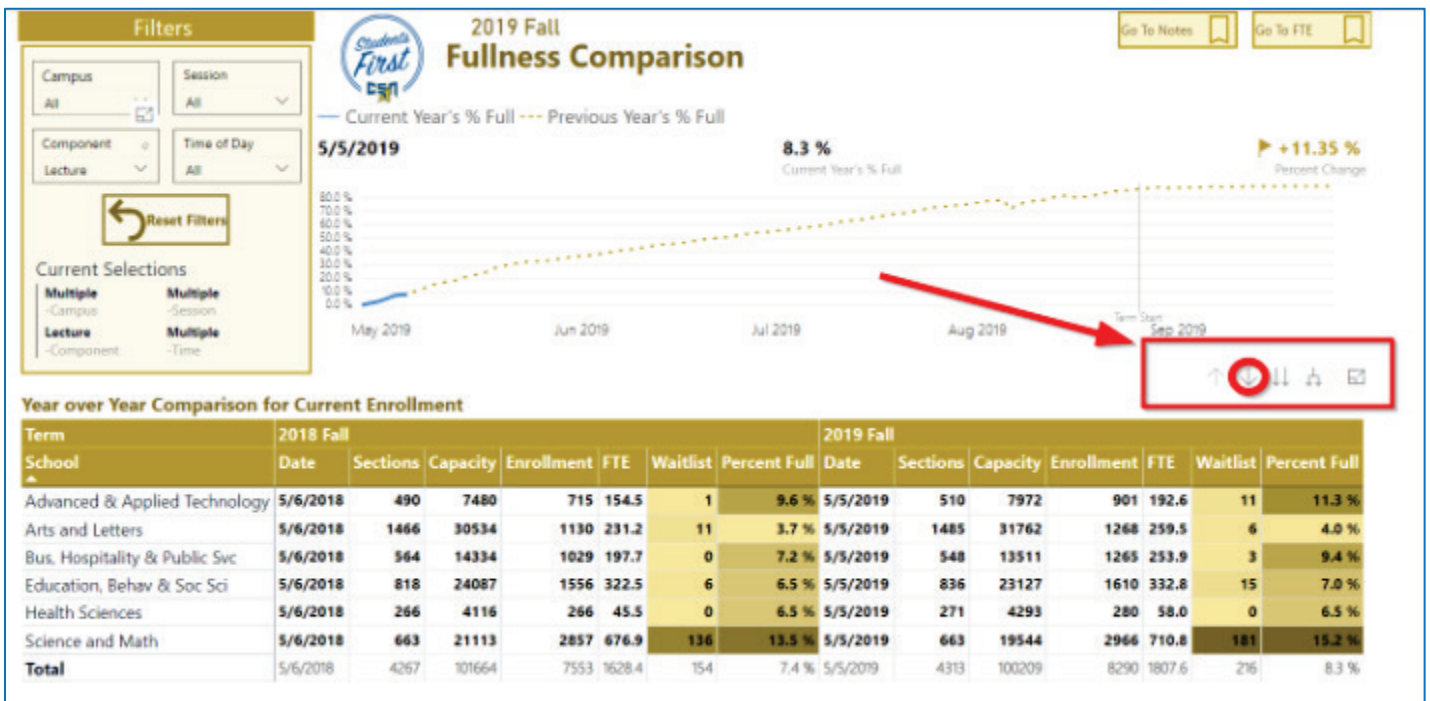 Filters
Campus
All
Session
All
Component
Lecture
Time of Day
All
Reset Filters
Current Selections
Multiple Multiple
-Campus -Session
Lecture Multiple
-Component -Time
Students
First
CSN
2019 Fall
Fullness Comparison
Go To Notes
Go To FTE
Current Year's % Full Previous Year's % Full
5/5/2019
8.3 %
Current Year's % Full
+11.35 %
Percent Change
80.0 %
70.0 %
60.0 %
50.0 %
40.0 %
30.0 %
20.0 %
10.0 %
0.0 %
Term Start
May 2019 Jun 2019 Jul 2019 Aug 2019 Sep 2019
Year over Year Comparison for Current Enrollment
Term 2018 Fall 2019 Fall
School Date Sections Capacity Enrollment FTE Waitlist Percent Full Date Sections Capacity Enrollment FTE Waitlist Percent Full
Advanced & Applied Technology 5/6/2018 490 7480 715 154.5 1 9.6 % 5/5/2019 510 7972 901 192.6 11 11.3 %
Arts and Letters 5/6/2018 1466 30534 1130 231.2 11 3.7 % 5/5/2019 1485 31762 1268 259.5 6 4.0 %
Bus, Hospitality & Public Svc 5/6/2018 564 14334 1029 197.7 0 7.2 % 5/5/2019 548 13511 1265 253.9 3 9.4 %
Education, Behav & Soc Sci 5/6/2018 818 24087 1556 322.5 6 6.5 % 5/5/2019 836 23127 1610 332.8 15 7.0 %
Health Sciences 5/6/2018 266 4116 266 45.5 0 6.5 % 5/5/2019 271 4293 280 58.0 0 6.5 %
Science and Math 5/6/2018 663 21113 2857 676.9 136 13.5 % 5/5/2019 663 19544 2966 710.8 181 15.2 %
Total 5/6/2018 4267 101664 7553 1628.4 154 7.4 % 5/5/2019 4313 100209 8290 1807.6 216 8.3 %